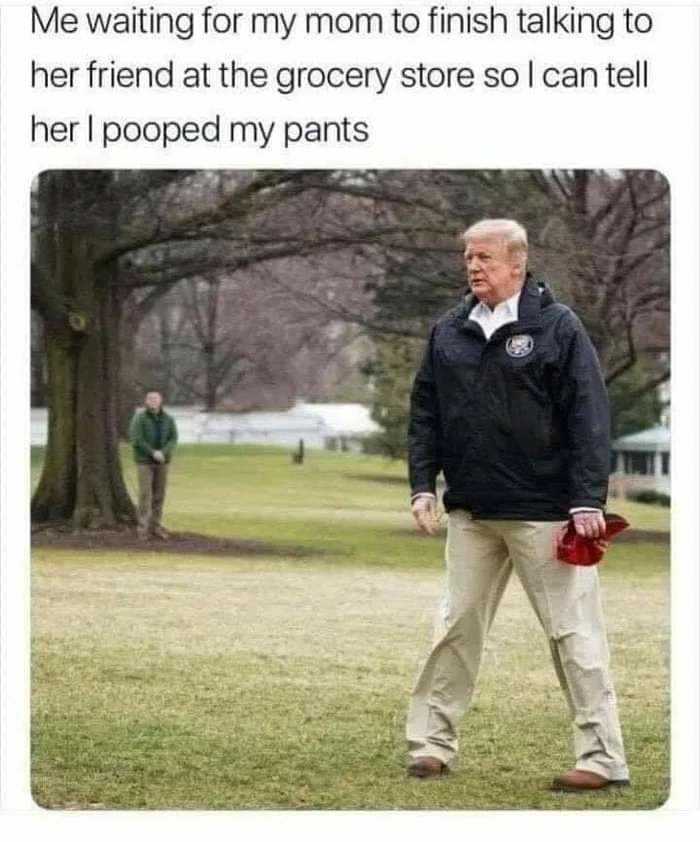 Me waiting for my mom to finish talking to
her friend at the grocery store so I can tell
her I pooped my pants